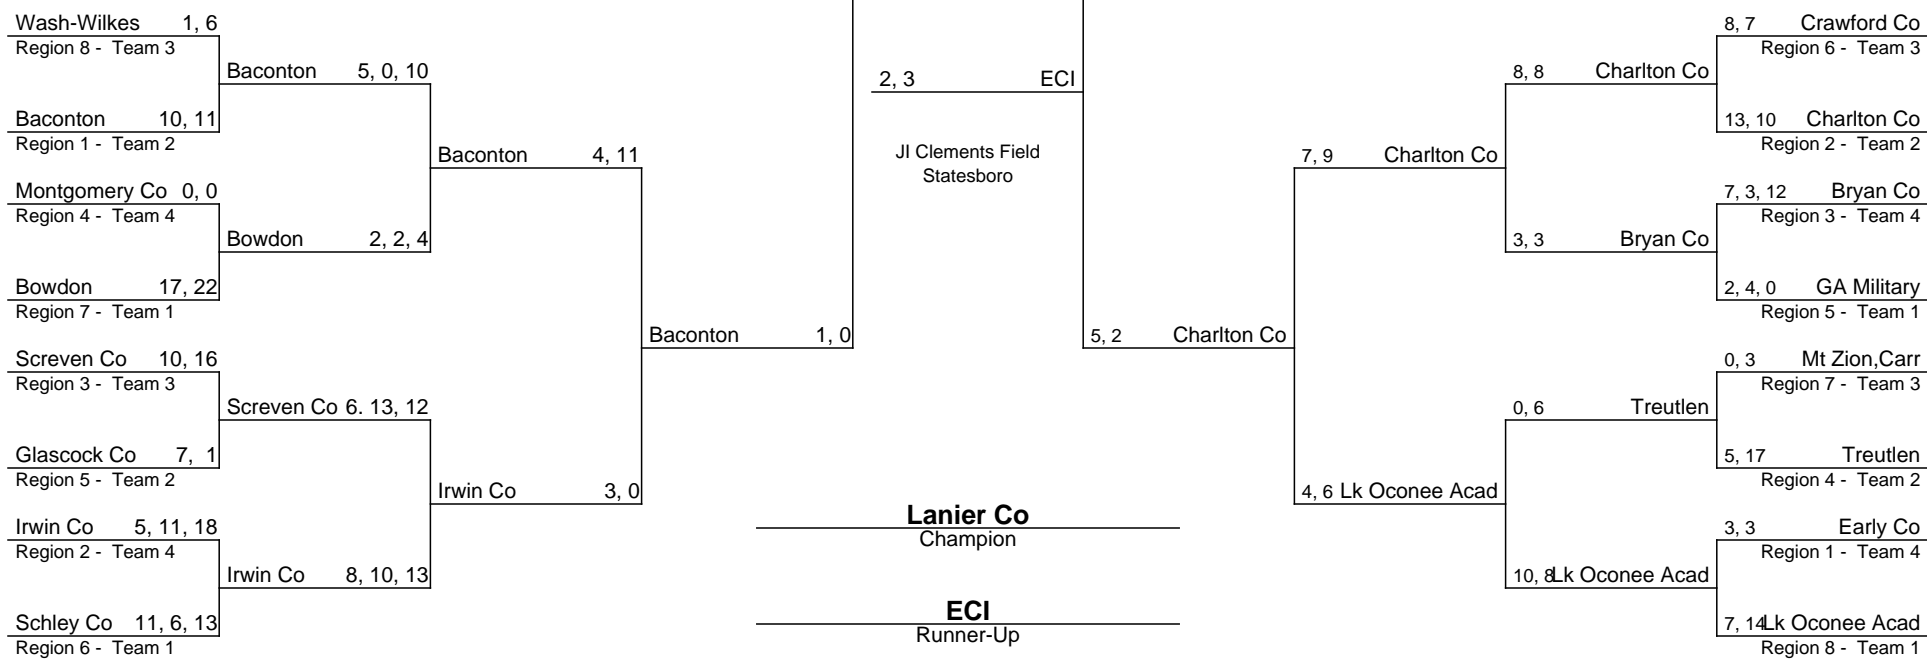 Wash-Wilkes 1, 6
Region 8 - Team 3
Baconton 5, 0, 10
Baconton 10, 11
Region 1 - Team 2
Baconton 4, 11
Montgomery Co 0, 0
Region 4 - Team 4
Bowdon 2, 2, 4
Bowdon 17, 22
Region 7 - Team 1
Baconton 1, 0
Screven Co 10, 16
Region 3 - Team 3
Screven Co 6. 13, 12
Glascock Co 7, 1
Region 5 - Team 2
Irwin Co 3, 0
Irwin Co 5, 11, 18
Region 2 - Team 4
Irwin Co 8, 10, 13
Schley Co 11, 6, 13
Region 6 - Team 1
2, 3 ECI
JI Clements Field
Statesboro
Lanier Co
Champion
ECI
Runner-Up
8, 7 Crawford Co
Region 6 - Team 3
8, 8 Charlton Co
13, 10 Charlton Co
Region 2 - Team 2
7, 9 Charlton Co
7, 3, 12 Bryan Co
Region 3 - Team 4
3, 3 Bryan Co
2, 4, 0 GA Military
Region 5 - Team 1
5, 2 Charlton Co
0, 3 Mt Zion,Carr
Region 7 - Team 3
0, 6 Treutlen
5, 17 Treutlen
Region 4 - Team 2
4, 6 Lk Oconee Acad
3, 3 Early Co
Region 1 - Team 4
10, 8 Lk Oconee Acad
7, 14 Lk Oconee Acad
Region 8 - Team 1